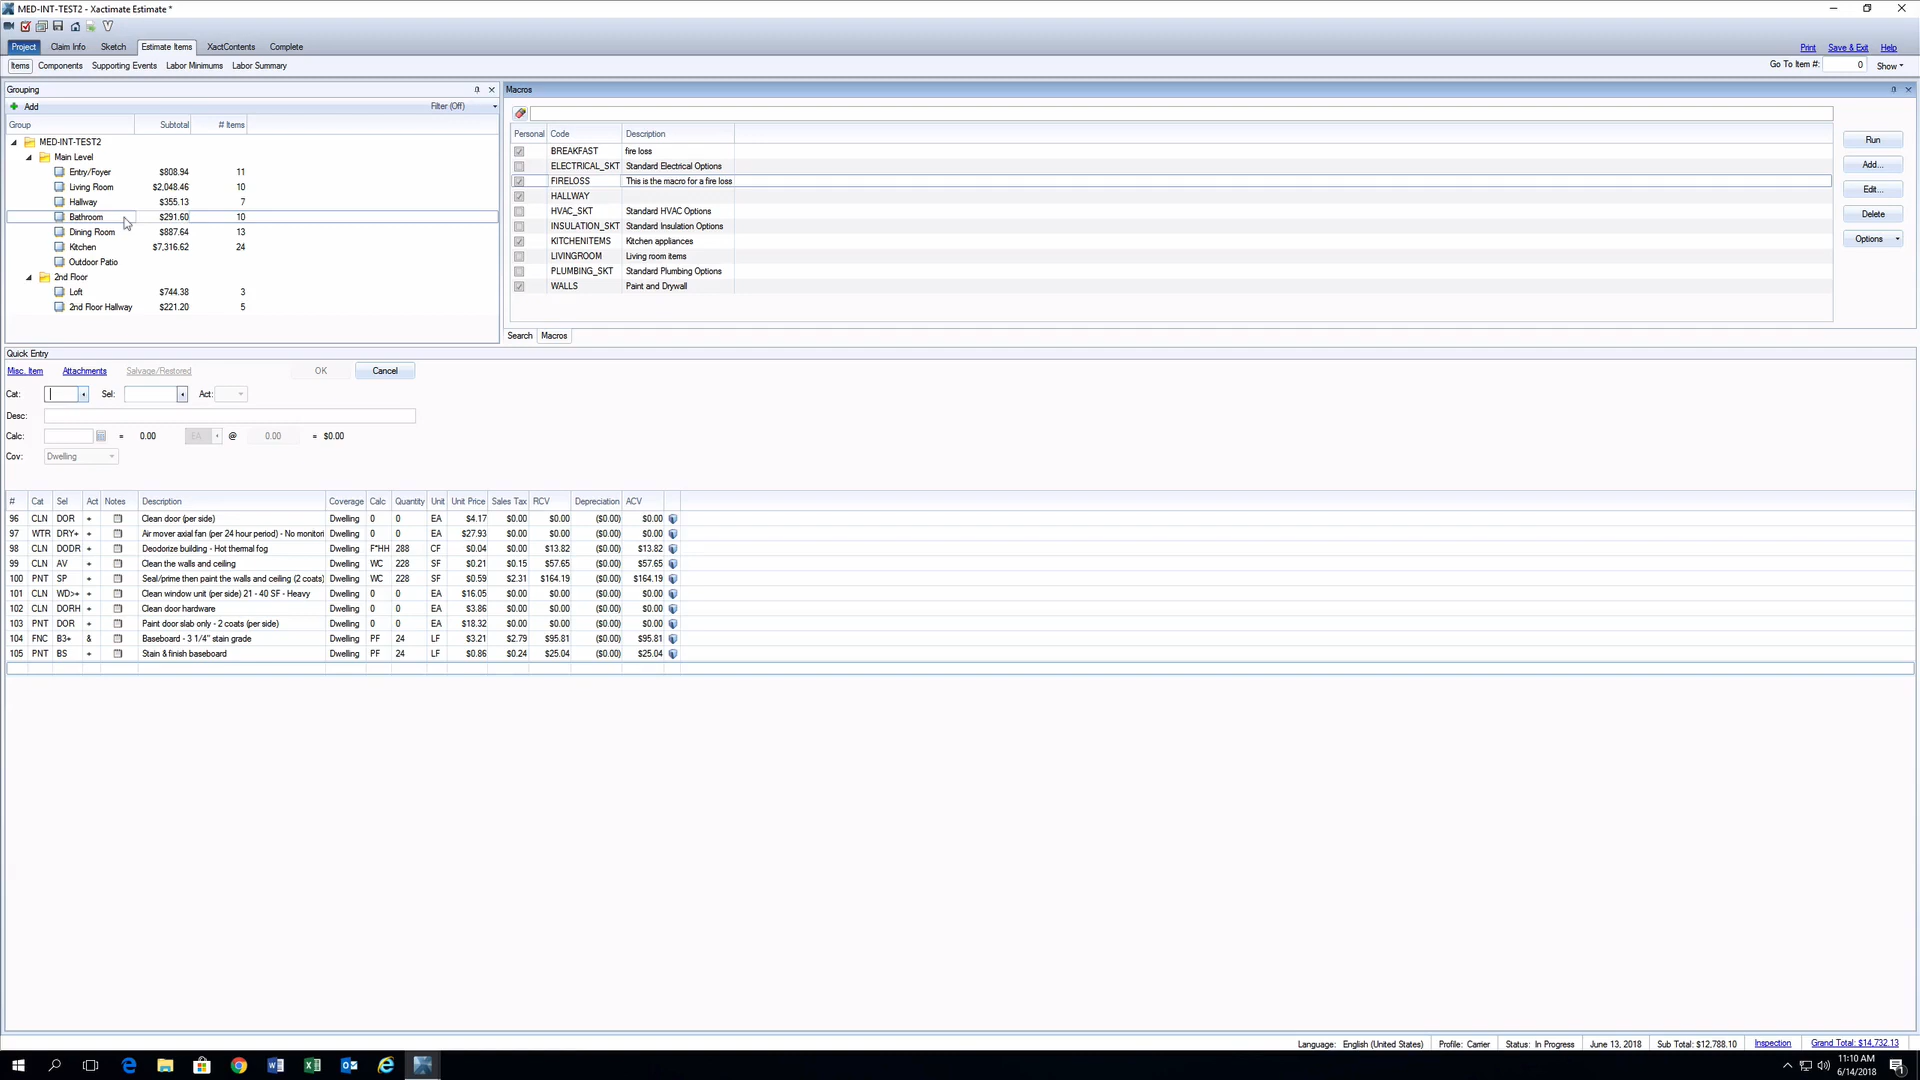 MED-INT-TEST2 - Xactimate Estimate *
Project Claim Info Sketch Estimate Items XactContents Complete
Print Save & Exit Help
Items Components Supporting Events Labor Minimums Labor Summary
Go To Item #: 0 Show
Grouping
Add Filter (Off)
Group Subtotal # Items
MED-INT-TEST2
Main Level
Entry/Foyer $808.94 11
Living Room $2,048.46 10
Hallway $355.13 7
Bathroom $291.60 10
Dining Room $887.64 13
Kitchen $7,316.62 24
Outdoor Patio
2nd Floor
Loft $744.38 3
2nd Floor Hallway $221.20 5
Macros
Personal Code Description
BREAKFAST fire loss
ELECTRICAL_SKT Standard Electrical Options
FIRELOSS This is the macro for a fire loss
HALLWAY
HVAC_SKT Standard HVAC Options
INSULATION_SKT Standard Insulation Options
KITCHENITEMS Kitchen appliances
LIVINGROOM Living room items
PLUMBING_SKT Standard Plumbing Options
WALLS Paint and Drywall
Run
Add...
Edit...
Delete
Options
Search Macros
Quick Entry
Misc. Item Attachments Salvage/Restored OK Cancel
Cat: Sel: Act:
Desc:
Calc: = 0.00 EA @ 0.00 = $0.00
Cov: Dwelling
# Cat Sel Act Notes Description Coverage Calc Quantity Unit Unit Price Sales Tax RCV Depreciation ACV
96 CLN DOR + Clean door (per side) Dwelling 0 0 EA $4.17 $0.00 $0.00 ($0.00) $0.00
97 WTR DRY+ + Air mover axial fan (per 24 hour period) - No monitori Dwelling 0 0 EA $27.93 $0.00 $0.00 ($0.00) $0.00
98 CLN DODR + Deodorize building - Hot thermal fog Dwelling F*HH 288 CF $0.04 $0.00 $13.82 ($0.00) $13.82
99 CLN AV + Clean the walls and ceiling Dwelling WC 228 SF $0.21 $0.15 $57.65 ($0.00) $57.65
100 PNT SP + Seal/prime then paint the walls and ceiling (2 coats) Dwelling WC 228 SF $0.59 $2.31 $164.19 ($0.00) $164.19
101 CLN WD>+ + Clean window unit (per side) 21 - 40 SF - Heavy Dwelling 0 0 EA $16.05 $0.00 $0.00 ($0.00) $0.00
102 CLN DORH + Clean door hardware Dwelling 0 0 EA $3.86 $0.00 $0.00 ($0.00) $0.00
103 PNT DOR + Paint door slab only - 2 coats (per side) Dwelling 0 0 EA $18.32 $0.00 $0.00 ($0.00) $0.00
104 FNC B3+ & Baseboard - 3 1/4" stain grade Dwelling PF 24 LF $3.21 $2.79 $95.81 ($0.00) $95.81
105 PNT BS + Stain & finish baseboard Dwelling PF 24 LF $0.86 $0.24 $25.04 ($0.00) $25.04
Language: English (United States) Profile: Carrier Status: In Progress June 13, 2018 Sub Total: $12,788.10 Inspection Grand Total: $14,732.13
11:10 AM
6/14/2018